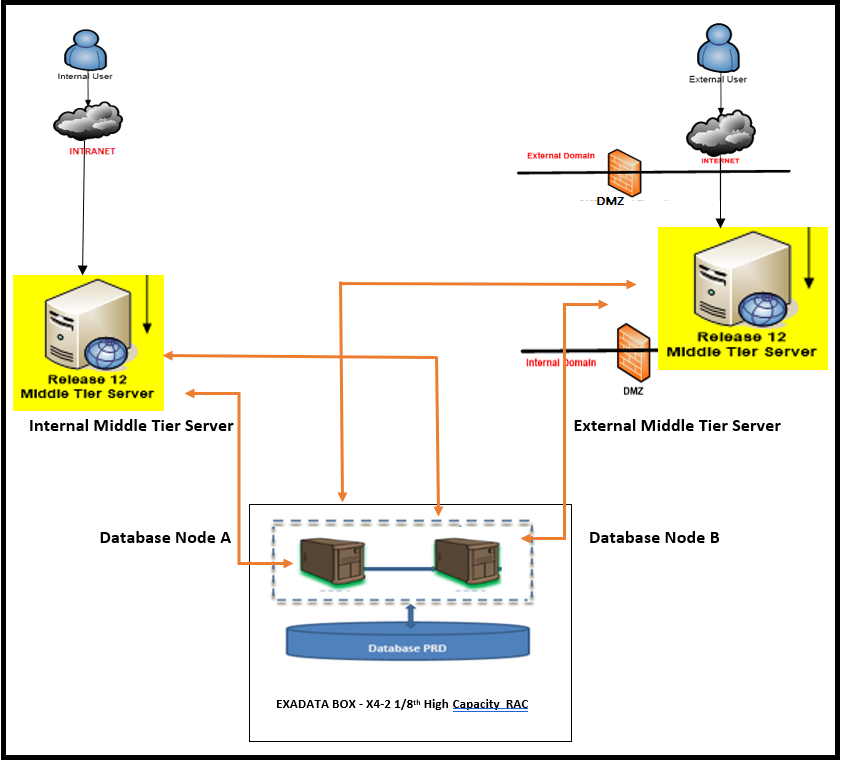 Internal User
External User
INTRANET
INTERNET
External Domain
DMZ
Release 12
Middle Tier Server
Release 12
Middle Tier Server
Internal Domain
DMZ
Internal Middle Tier Server
External Middle Tier Server
Database Node A
Database Node B
Database PRD
EXADATA BOX - X4-2 1/8th High Capacity RAC